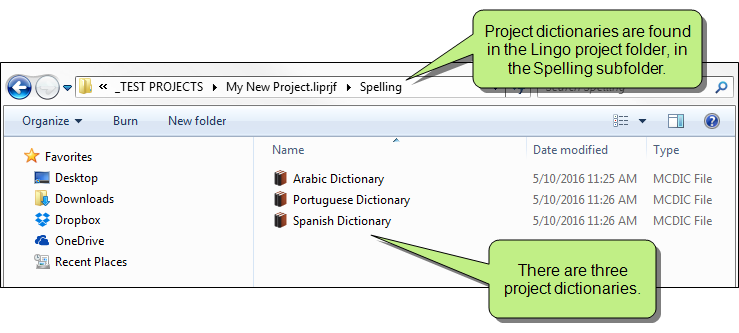 Project dictionaries are found
in the Lingo project folder, in
the Spelling subfolder.
« _TEST PROJECTS My New Project.liprjf Spelling
Search Spelling
Organize Burn New folder
Favorites
Desktop
Downloads
Dropbox
OneDrive
Recent Places
Name Date modified Type
Arabic Dictionary 5/10/2016 11:25 AM MCDIC File
Portuguese Dictionary 5/10/2016 11:26 AM MCDIC File
Spanish Dictionary 5/10/2016 11:26 AM MCDIC File
There are three
project dictionaries.